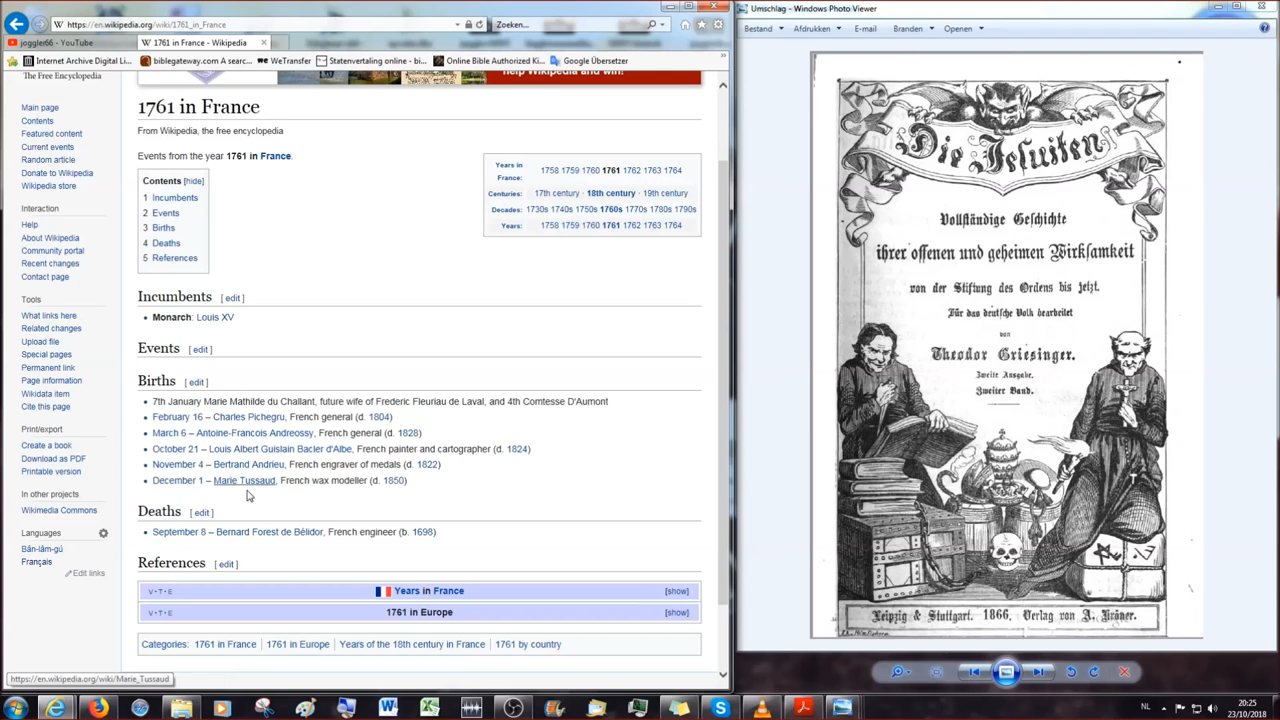 https://en.wikipedia.org/wiki/1761_in_France
Zoeken...
joggler66 - YouTube
1761 in France - Wikipedia
Internet Archive Digital Li...
biblegateway.com A searc...
WeTransfer
Statenvertaling online - bi...
Online Bible Authorized Ki...
Google Übersetzer
The Free Encyclopedia
help Wikipedia and win!
Main page
Contents
Featured content
Current events
Random article
Donate to Wikipedia
Wikipedia store
Interaction
Help
About Wikipedia
Community portal
Recent changes
Contact page
Tools
What links here
Related changes
Upload file
Special pages
Permanent link
Page information
Wikidata item
Cite this page
Print/export
Create a book
Download as PDF
Printable version
In other projects
Wikimedia Commons
Languages
Bân-lâm-gú
Français
Edit links
1761 in France
From Wikipedia, the free encyclopedia
Events from the year 1761 in France.
Contents [hide]
1 Incumbents
2 Events
3 Births
4 Deaths
5 References
Years in France: 1758 1759 1760 1761 1762 1763 1764
Centuries: 17th century · 18th century · 19th century
Decades: 1730s 1740s 1750s 1760s 1770s 1780s 1790s
Years: 1758 1759 1760 1761 1762 1763 1764
Incumbents [ edit ]
Monarch: Louis XV
Events [ edit ]
Births [ edit ]
7th January Marie Mathilde du Challant, future wife of Frederic Fleuriau de Laval, and 4th Comtesse D'Aumont
February 16 – Charles Pichegru, French general (d. 1804)
March 6 – Antoine-Francois Andreossy, French general (d. 1828)
October 21 – Louis Albert Guislain Bacler d'Albe, French painter and cartographer (d. 1824)
November 4 – Bertrand Andrieu, French engraver of medals (d. 1822)
December 1 – Marie Tussaud, French wax modeller (d. 1850)
Deaths [ edit ]
September 8 – Bernard Forest de Bélidor, French engineer (b. 1698)
References [ edit ]
V·T·E Years in France [show]
V·T·E 1761 in Europe [show]
Categories: 1761 in France | 1761 in Europe | Years of the 18th century in France | 1761 by country
https://en.wikipedia.org/wiki/Marie_Tussaud
Umschlag - Windows Photo Viewer
Bestand
Afdrukken
E-mail
Branden
Openen
Die Jesuiten
Vollständige Geschichte
ihrer offenen und geheimen Wirksamkeit
von der Stiftung des Ordens bis jetzt.
Für das deutsche Volk bearbeitet
von
Theodor Griesinger.
Zweite Ausgabe.
Zweiter Band.
Leipzig & Stuttgart. 1866. Verlag von A. Kröner.
NL
20:25
23/10/2018